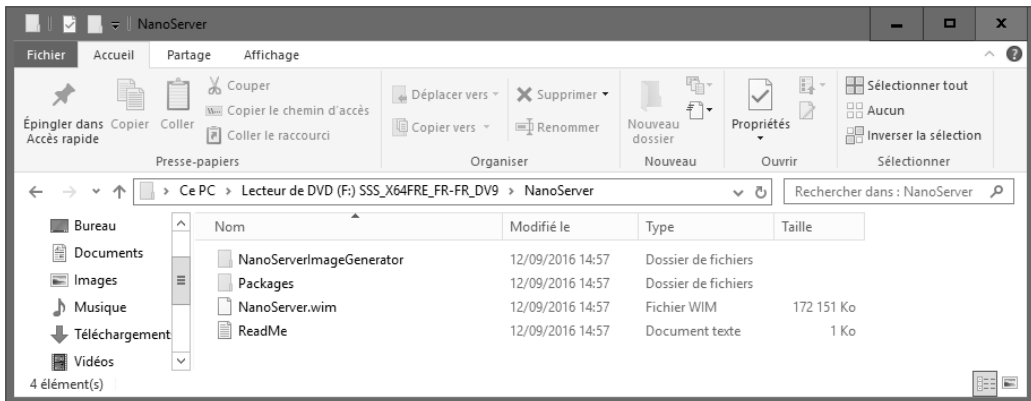 NanoServer
Fichier Accueil Partage Affichage
Épingler dans Accès rapide
Copier
Coller
Couper
Copier le chemin d'accès
Coller le raccourci
Presse-papiers
Déplacer vers
Copier vers
Supprimer
Renommer
Organiser
Nouveau dossier
Nouveau
Propriétés
Ouvrir
Sélectionner tout
Aucun
Inverser la sélection
Sélectionner
Ce PC > Lecteur de DVD (F:) SSS_X64FRE_FR-FR_DV9 > NanoServer
Rechercher dans : NanoServer
Bureau
Documents
Images
Musique
Téléchargement
Vidéos
Nom Modifié le Type Taille
NanoServerImageGenerator 12/09/2016 14:57 Dossier de fichiers
Packages 12/09/2016 14:57 Dossier de fichiers
NanoServer.wim 12/09/2016 14:57 Fichier WIM 172 151 Ko
ReadMe 12/09/2016 14:57 Document texte 1 Ko
4 élément(s)